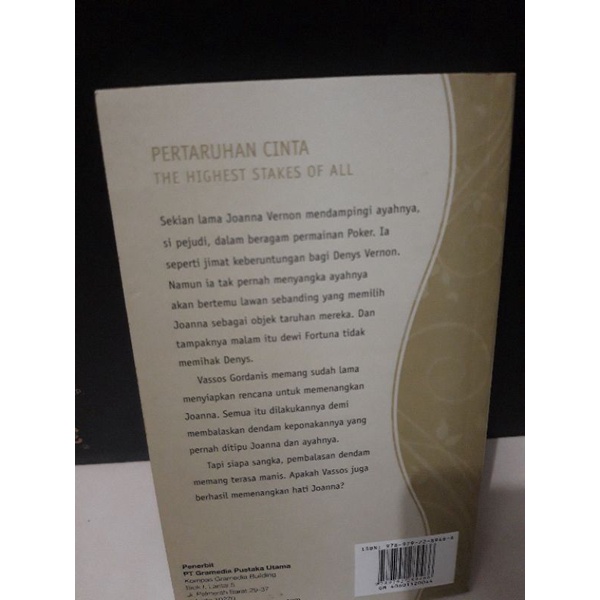 PERTARUHAN CINTA
THE HIGHEST STAKES OF ALL
Sekian lama Joanna Vernon mendampingi ayahnya,
si pejudi, dalam beragam permainan Poker. Ia
seperti jimat keberuntungan bagi Denys Vernon.
Namun ia tak pernah menyangka ayahnya
akan bertemu lawan sebanding yang memilih
Joanna sebagai objek taruhan mereka. Dan
tampaknya malam itu dewi Fortuna tidak
memihak Denys.
Vassos Gordanis memang sudah lama
menyiapkan rencana untuk memenangkan
Joanna. Semua itu dilakukannya demi
membalaskan dendam keponakannya yang
pernah ditipu Joanna dan ayahnya.
Tapi siapa sangka, pembalasan dendam
memang terasa manis. Apakah Vassos juga
berhasil memenangkan hati Joanna?
Penerbit
PT Gramedia Pustaka Utama
Kompas Gramedia Building
Blok I, Lantai 5
Jl. Palmerah Barat 29-37
ISBN: